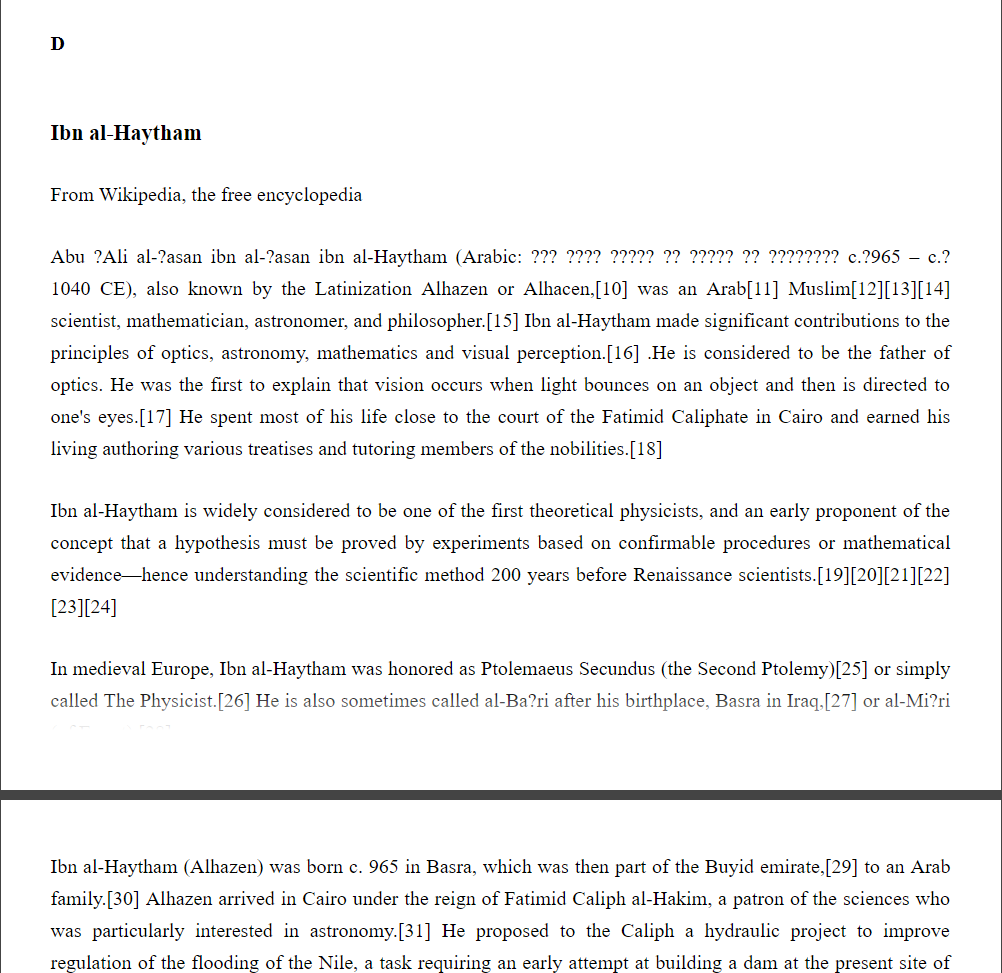 D
Ibn al-Haytham
From Wikipedia, the free encyclopedia
Abu ?Ali al-?asan ibn al-?asan ibn al-Haytham (Arabic: ??? ???? ????? ?? ????? ?? ???????? c.?965 – c.?
1040 CE), also known by the Latinization Alhazen or Alhacen,[10] was an Arab[11] Muslim[12][13][14]
scientist, mathematician, astronomer, and philosopher.[15] Ibn al-Haytham made significant contributions to the
principles of optics, astronomy, mathematics and visual perception.[16] .He is considered to be the father of
optics. He was the first to explain that vision occurs when light bounces on an object and then is directed to
one's eyes.[17] He spent most of his life close to the court of the Fatimid Caliphate in Cairo and earned his
living authoring various treatises and tutoring members of the nobilities.[18]
Ibn al-Haytham is widely considered to be one of the first theoretical physicists, and an early proponent of the
concept that a hypothesis must be proved by experiments based on confirmable procedures or mathematical
evidence—hence understanding the scientific method 200 years before Renaissance scientists.[19][20][21][22]
[23][24]
In medieval Europe, Ibn al-Haytham was honored as Ptolemaeus Secundus (the Second Ptolemy)[25] or simply
called The Physicist.[26] He is also sometimes called al-Ba?ri after his birthplace, Basra in Iraq,[27] or al-Mi?ri
Ibn al-Haytham (Alhazen) was born c. 965 in Basra, which was then part of the Buyid emirate,[29] to an Arab
family.[30] Alhazen arrived in Cairo under the reign of Fatimid Caliph al-Hakim, a patron of the sciences who
was particularly interested in astronomy.[31] He proposed to the Caliph a hydraulic project to improve
regulation of the flooding of the Nile, a task requiring an early attempt at building a dam at the present site of